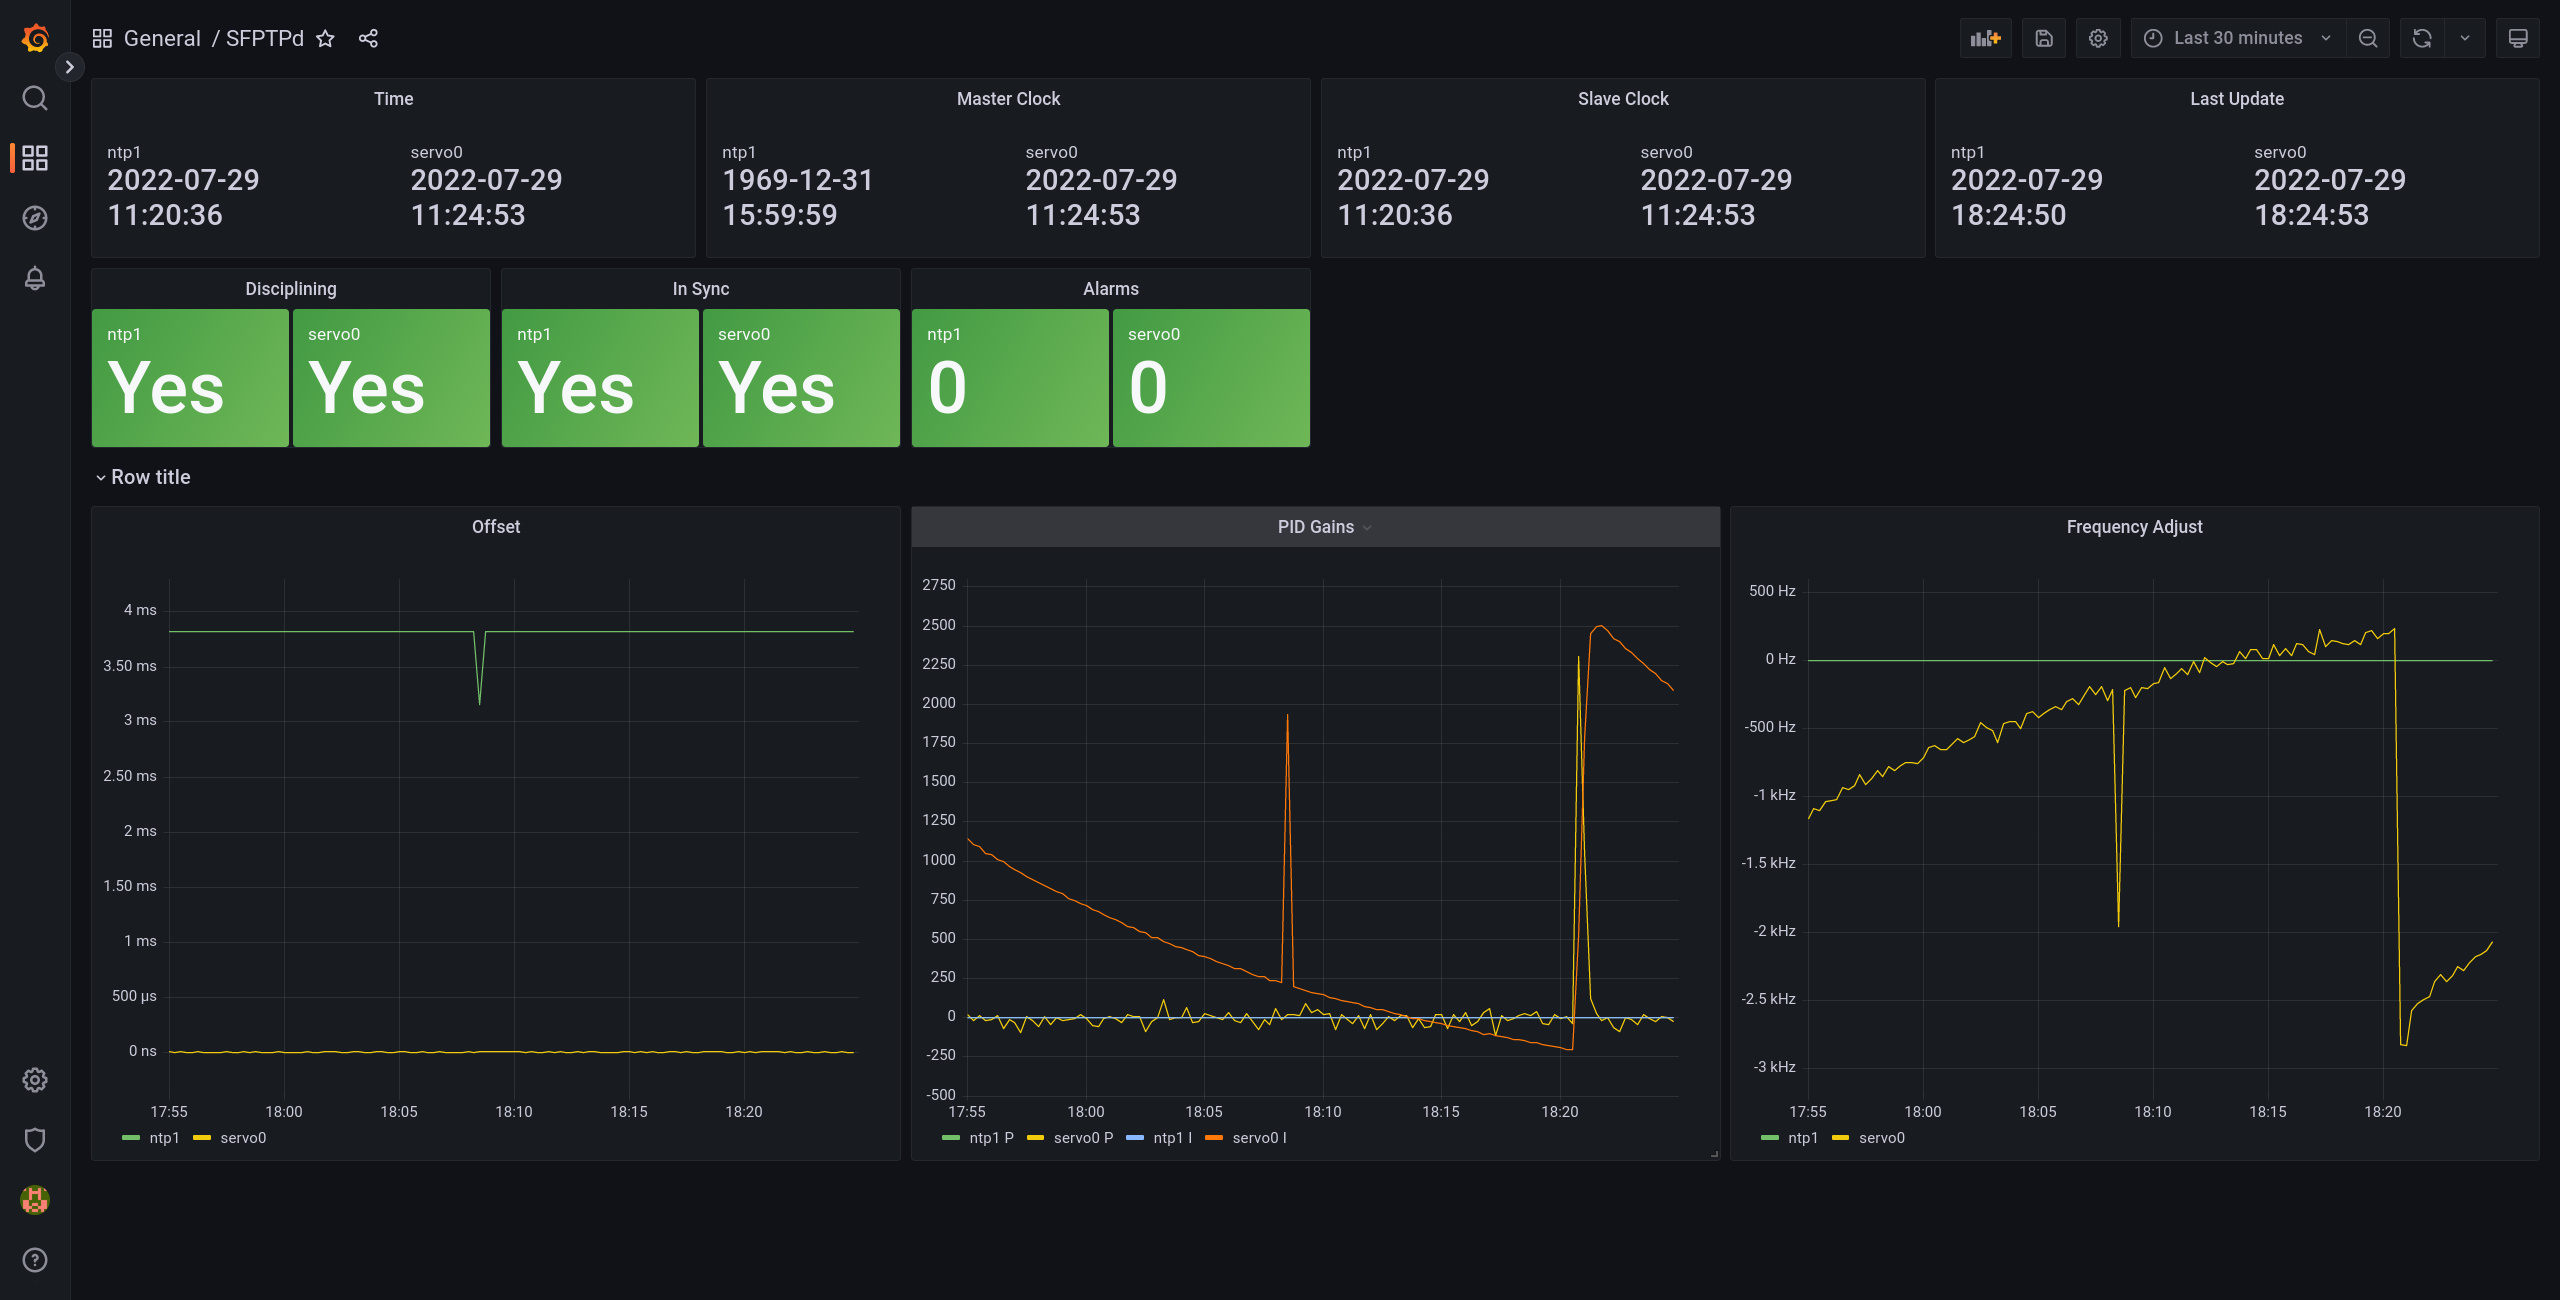 General / SFPTPd
Last 30 minutes
Time
ntp1
2022-07-29
11:20:36
servo0
2022-07-29
11:24:53
Master Clock
ntp1
1969-12-31
15:59:59
servo0
2022-07-29
11:24:53
Slave Clock
ntp1
2022-07-29
11:20:36
servo0
2022-07-29
11:24:53
Last Update
ntp1
2022-07-29
18:24:50
servo0
2022-07-29
18:24:53
Disciplining
ntp1
Yes
servo0
Yes
In Sync
ntp1
Yes
servo0
Yes
Alarms
ntp1
0
servo0
0
Row title
Offset
4 ms
3.50 ms
3 ms
2.50 ms
2 ms
1.50 ms
1 ms
500 µs
0 ns
17:55 18:00 18:05 18:10 18:15 18:20
ntp1 servo0
PID Gains
2750
2500
2250
2000
1750
1500
1250
1000
750
500
250
0
-250
-500
17:55 18:00 18:05 18:10 18:15 18:20
ntp1 P servo0 P ntp1 I servo0 I
Frequency Adjust
500 Hz
0 Hz
-500 Hz
-1 kHz
-1.5 kHz
-2 kHz
-2.5 kHz
-3 kHz
17:55 18:00 18:05 18:10 18:15 18:20
ntp1 servo0